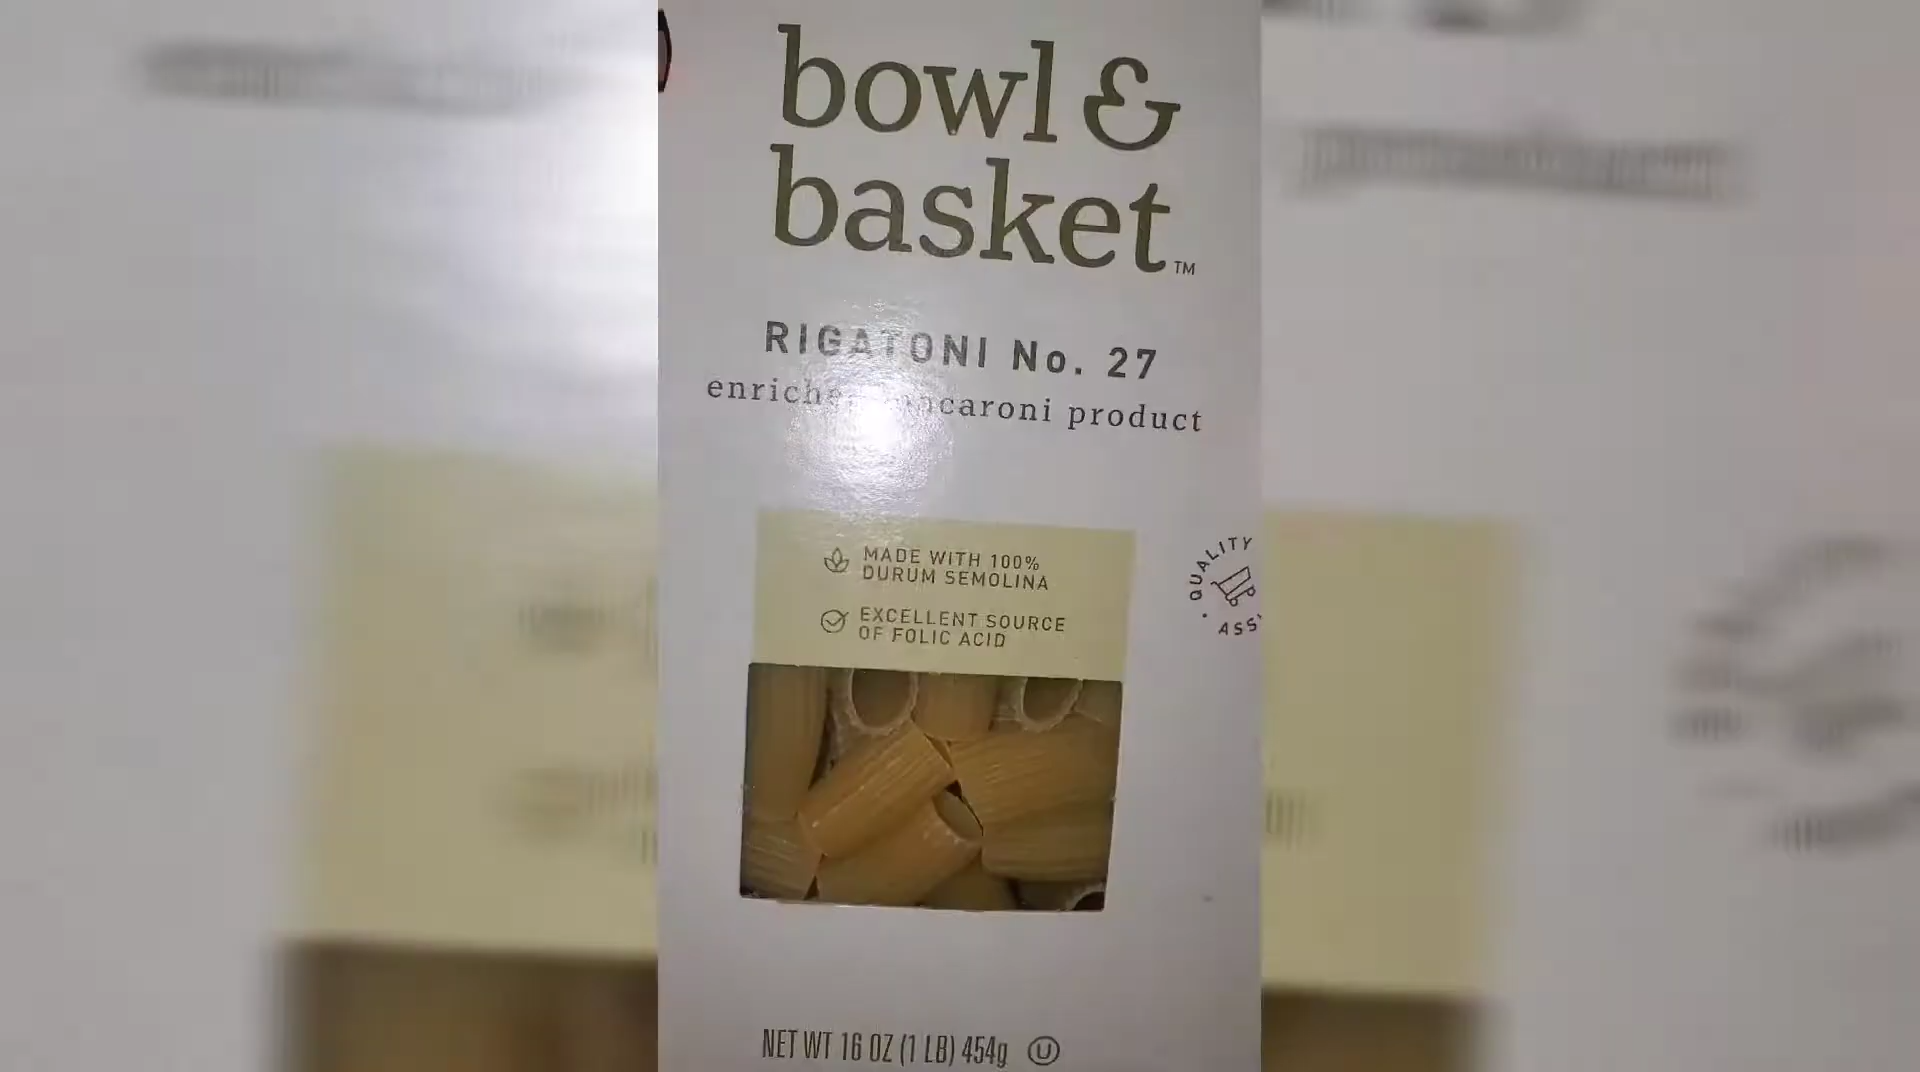 bowl &
basket™
RIGATONI No. 27
macaroni product
MADE WITH 100%
DURUM SEMOLINA
EXCELLENT SOURCE
OF FOLIC ACID
QUALITY
NET WT 16 OZ (1 LB) 454g Ⓤ